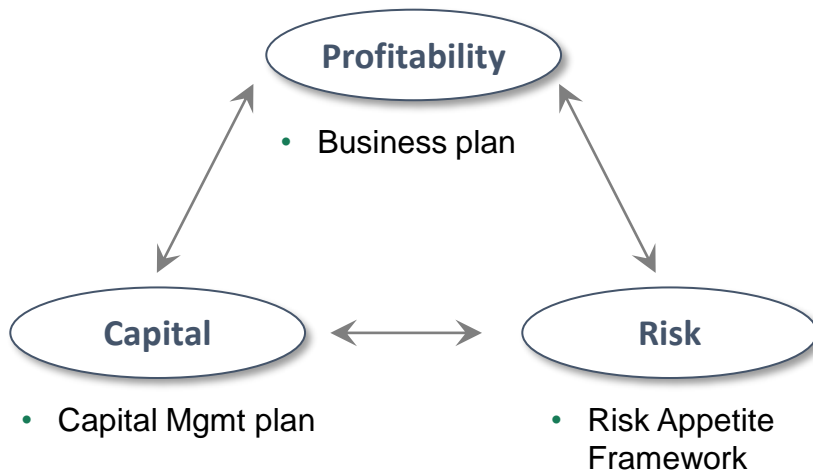 Profitability
• Business plan
Capital
Risk
• Capital Mgmt plan
• Risk Appetite
Framework